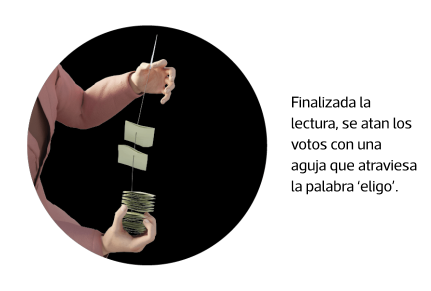 Finalizada la
lectura, se atan los
votos con una
aguja que atraviesa
la palabra ‘eligo’.